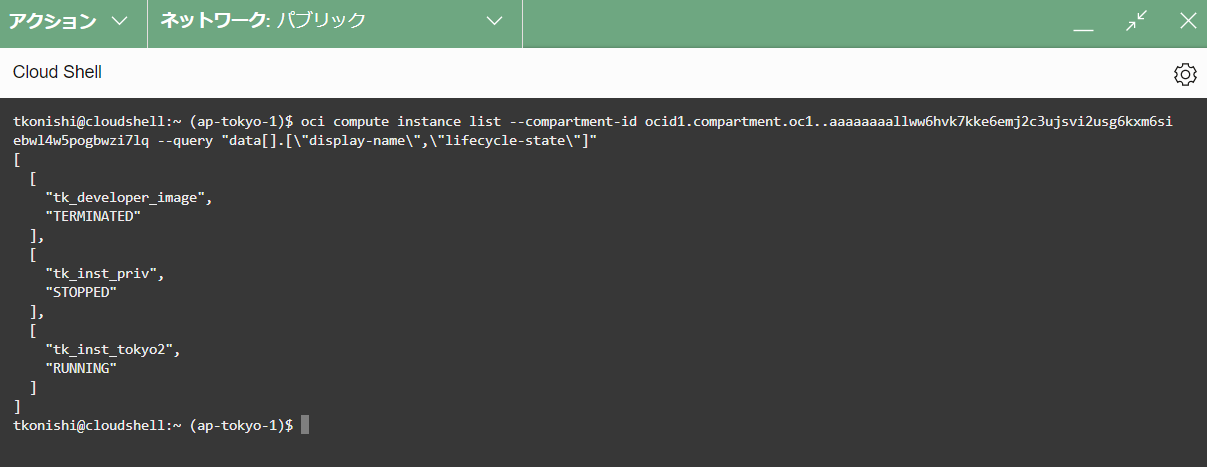 アクション
ネットワーク: パブリック
Cloud Shell
tkonishi@cloudshell:~ (ap-tokyo-1)$ oci compute instance list --compartment-id ocid1.compartment.oc1..aaaaaaaallww6hvk7kke6emj2c3ujsvi2usg6kxm6si
ebwl4w5pogbwzi7lq --query "data[].[\"display-name\",\"lifecycle-state\"]"
[
  [
    "tk_developer_image",
    "TERMINATED"
  ],
  [
    "tk_inst_priv",
    "STOPPED"
  ],
  [
    "tk_inst_tokyo2",
    "RUNNING"
  ]
]
tkonishi@cloudshell:~ (ap-tokyo-1)$